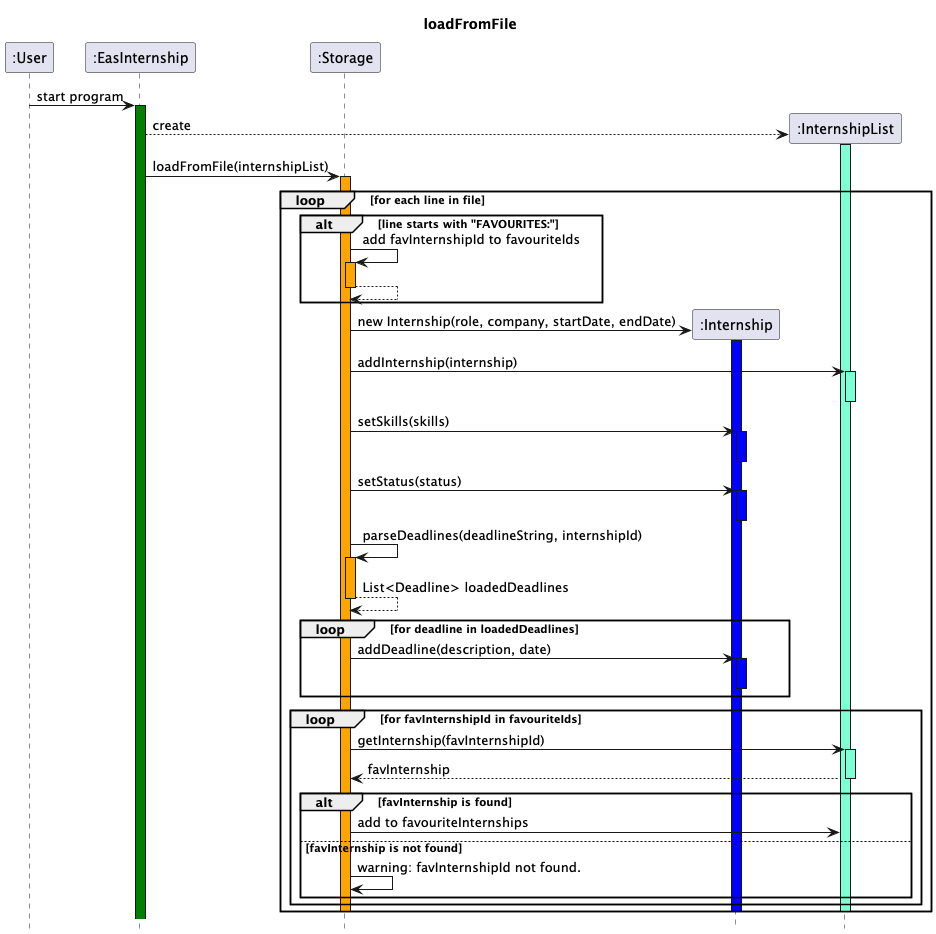 loadFromFile
:User
:EasInternship
:Storage
start program
:InternshipList
create
loadFromFile(internshipList)
loop
[for each line in file]
alt
[line starts with "FAVOURITES:"]
add favInternshipId to favouriteIds
new Internship(role, company, startDate, endDate)
:Internship
addInternship(internship)
setSkills(skills)
setStatus(status)
parseDeadlines(deadlineString, internshipId)
List<Deadline> loadedDeadlines
loop
[for deadline in loadedDeadlines]
addDeadline(description, date)
loop
[for favInternshipId in favouriteIds]
getInternship(favInternshipId)
favInternship
alt
[favInternship is found]
add to favouriteInternships
[favInternship is not found]
warning: favInternshipId not found.